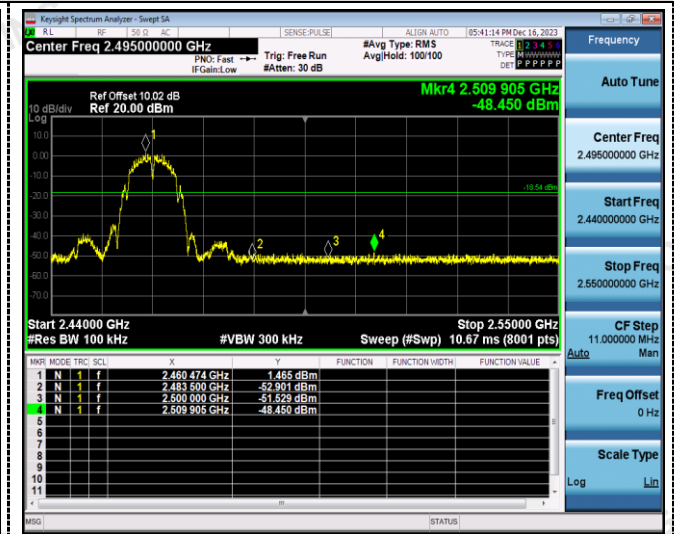 Keysight Spectrum Analyzer - Swept SA
RL RF 50 Ω AC SENSE:PULSE ALIGN AUTO 05:41:14 PM Dec 16, 2023
Center Freq 2.495000000 GHz
PNO: Fast
IFGain:Low
Trig: Free Run
#Atten: 30 dB
#Avg Type: RMS
Avg|Hold: 100/100
TRACE 1 2 3 4 5 6
TYPE M
DET P P P P P P
Ref Offset 10.02 dB
10 dB/div Ref 20.00 dBm
Log
Mkr4 2.509 905 GHz
-48.450 dBm
10.0
0.00
-10.0
-20.0
-30.0
-40.0
-50.0
-60.0
-70.0
1
2
3
4
-18.54 dBm
Start 2.44000 GHz Stop 2.55000 GHz
#Res BW 100 kHz #VBW 300 kHz Sweep (#Swp) 10.67 ms (8001 pts)
MKR MODE TRC SCL X Y FUNCTION FUNCTION WIDTH FUNCTION VALUE
1 N 1 f 2.460 474 GHz 1.465 dBm
2 N 1 f 2.483 500 GHz -52.901 dBm
3 N 1 f 2.500 000 GHz -51.529 dBm
4 N 1 f 2.509 905 GHz -48.450 dBm
5
6
7
8
9
10
11
MSG STATUS
Frequency
Auto Tune
Center Freq
2.495000000 GHz
Start Freq
2.440000000 GHz
Stop Freq
2.550000000 GHz
CF Step
11.000000 MHz
Auto Man
Freq Offset
0 Hz
Scale Type
Log Lin